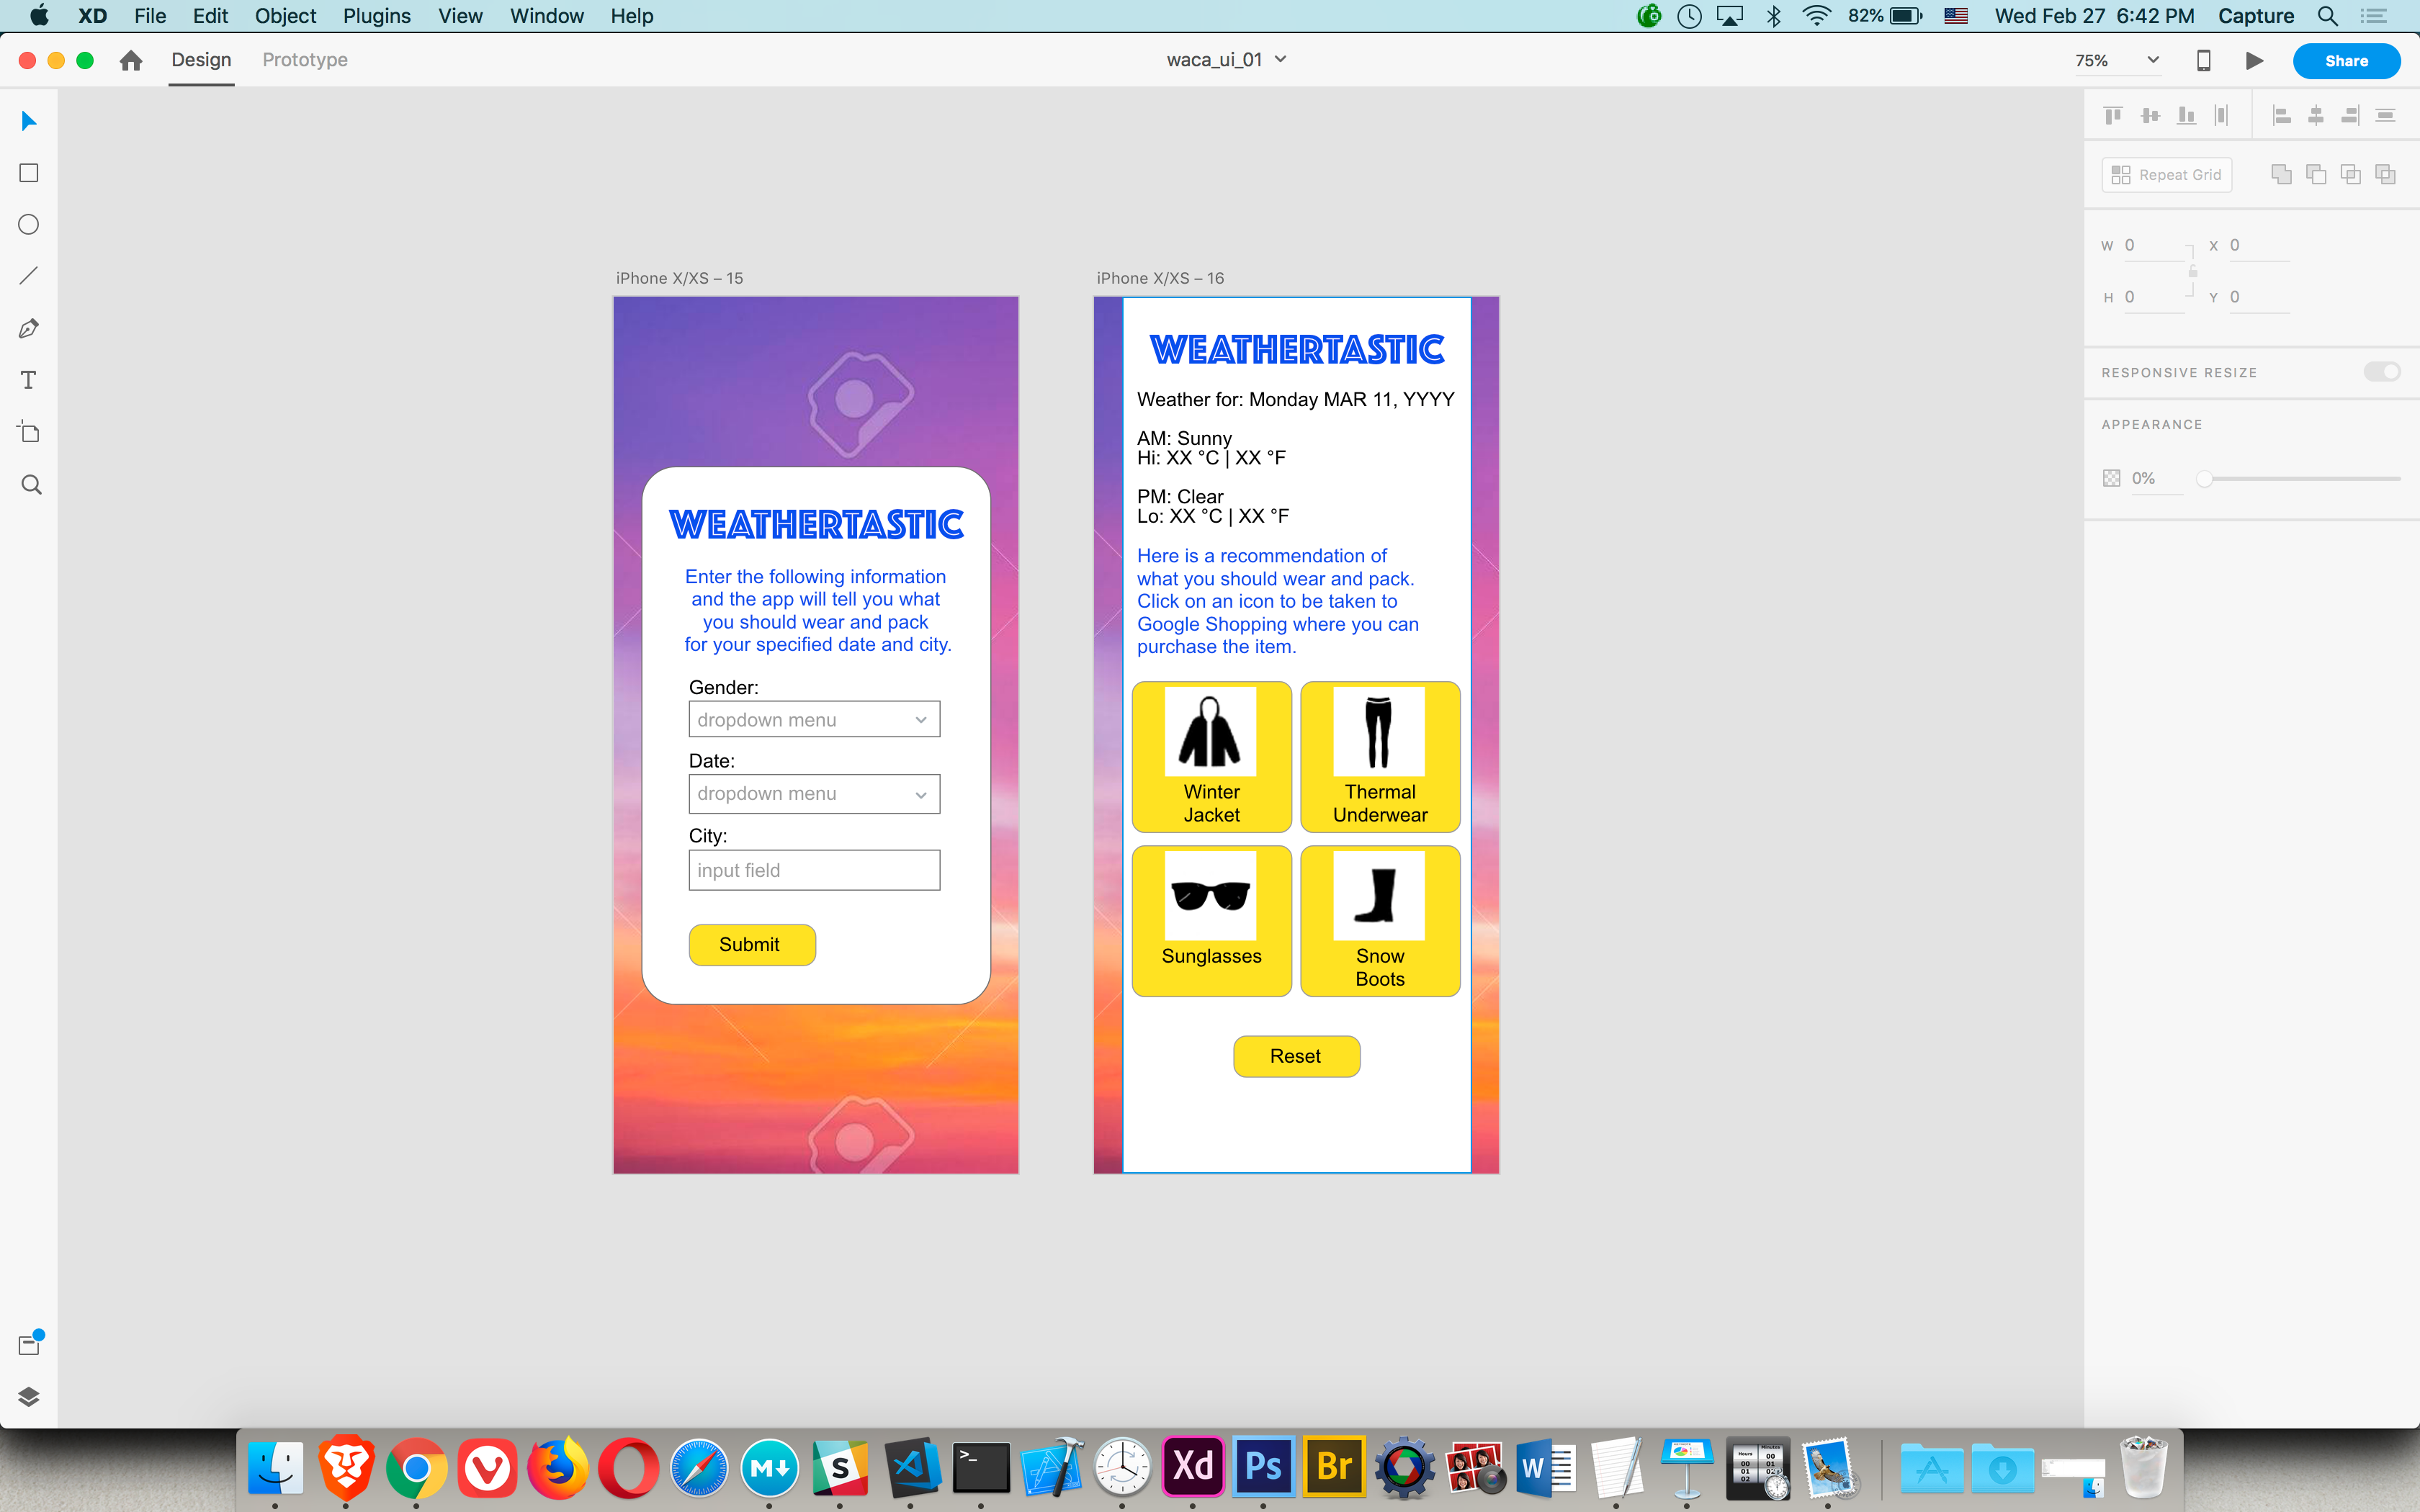 XD File Edit Object Plugins View Window Help 82% Wed Feb 27 6:42 PM Capture
Design Prototype waca_ui_01 75% Share
Repeat Grid
W 0 X 0
H 0 Y 0
RESPONSIVE RESIZE
APPEARANCE
0%
iPhone X/XS – 15
WEATHERTASTIC
Enter the following information
and the app will tell you what
you should wear and pack
for your specified date and city.
Gender:
dropdown menu
Date:
dropdown menu
City:
input field
Submit
iPhone X/XS – 16
WEATHERTASTIC
Weather for: Monday MAR 11, YYYY
AM: Sunny
Hi: XX °C | XX °F
PM: Clear
Lo: XX °C | XX °F
Here is a recommendation of
what you should wear and pack.
Click on an icon to be taken to
Google Shopping where you can
purchase the item.
Winter
Jacket
Thermal
Underwear
Sunglasses
Snow
Boots
Reset
T
M S >_ Xd Ps Br W